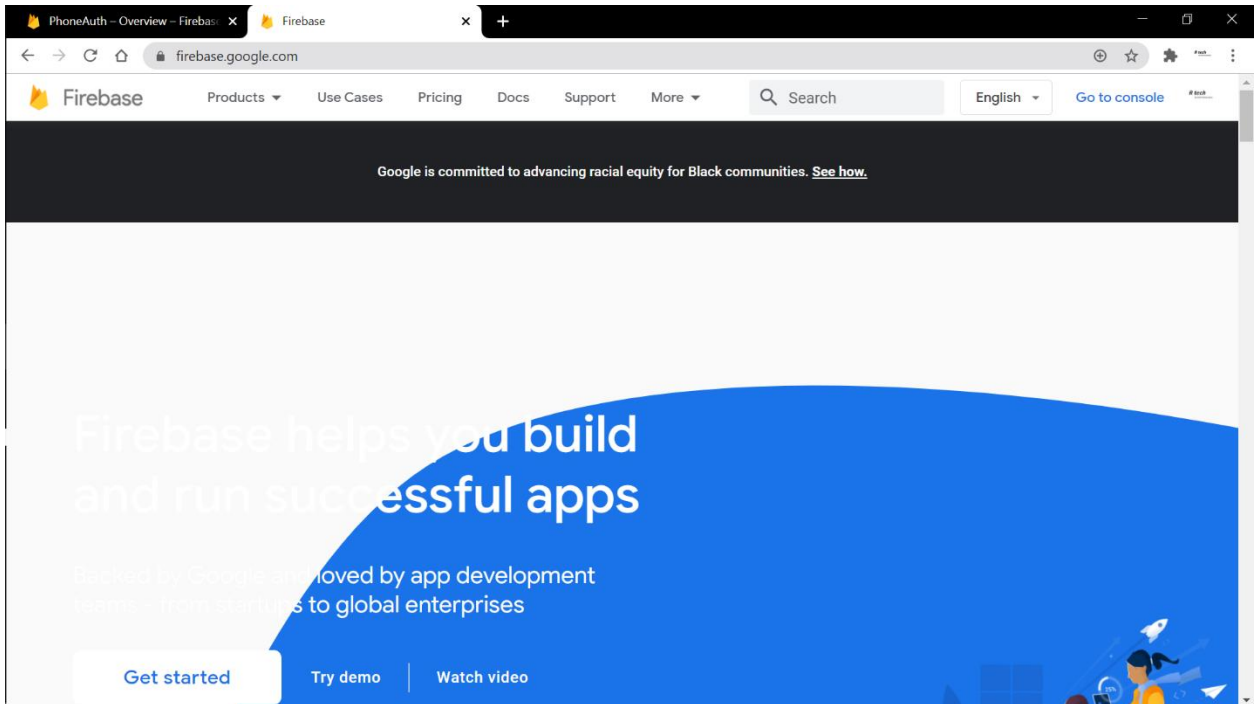 PhoneAuth – Overview – Firebase
Firebase
firebase.google.com
Firebase Products Use Cases Pricing Docs Support More Search English Go to console
Google is committed to advancing racial equity for Black communities. See how.
Firebase helps you build
and run successful apps
Backed by Google and loved by app development
teams - from startups to global enterprises
Get started Try demo Watch video
25%